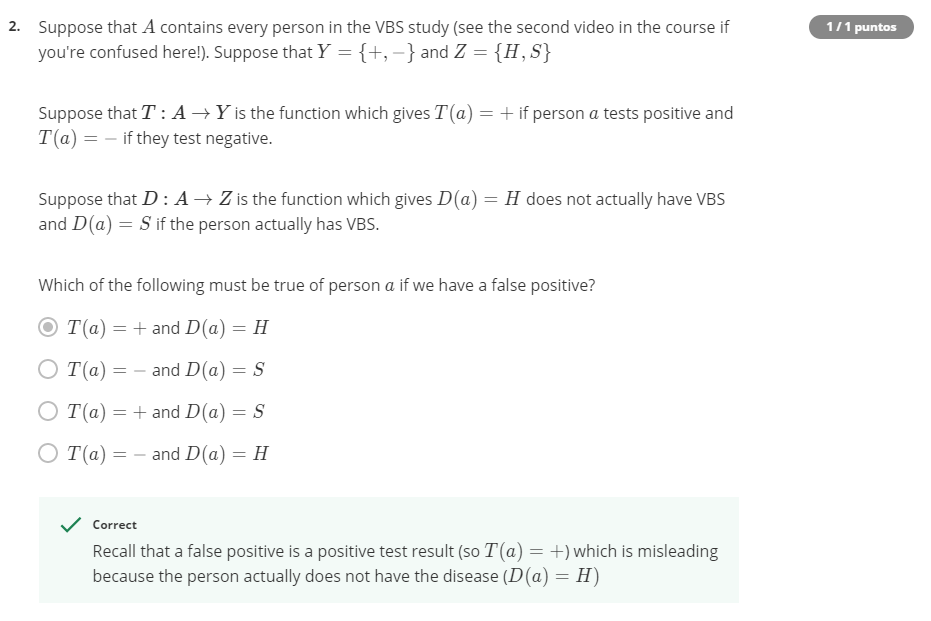 2. Suppose that A contains every person in the VBS study (see the second video in the course if 1 / 1 puntos
you're confused here!). Suppose that Y = {+, −} and Z = {H, S}
Suppose that T : A → Y is the function which gives T(a) = + if person a tests positive and
T(a) = − if they test negative.
Suppose that D : A → Z is the function which gives D(a) = H does not actually have VBS
and D(a) = S if the person actually has VBS.
Which of the following must be true of person a if we have a false positive?
T(a) = + and D(a) = H
T(a) = − and D(a) = S
T(a) = + and D(a) = S
T(a) = − and D(a) = H
Correct
Recall that a false positive is a positive test result (so T(a) = +) which is misleading
because the person actually does not have the disease (D(a) = H)